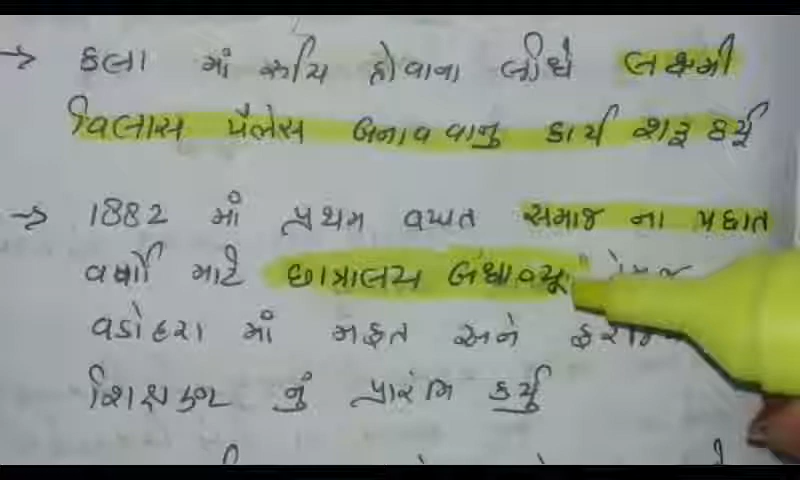 → કલા માં રુચિ હોવાના લીધે લક્ષમી
વિલાસ પૈલેસ બનાવવાનુ કાર્ય શરૂ કર્યુ
→ 1882 માં પ્રથમ વખત સમાજ ના પછાત
વર્ષો માટે છાત્રાલય બંધાવ્યુ
વડોદરા માં મફત અને
શિક્ષણ નું પ્રારંભ કર્યુ